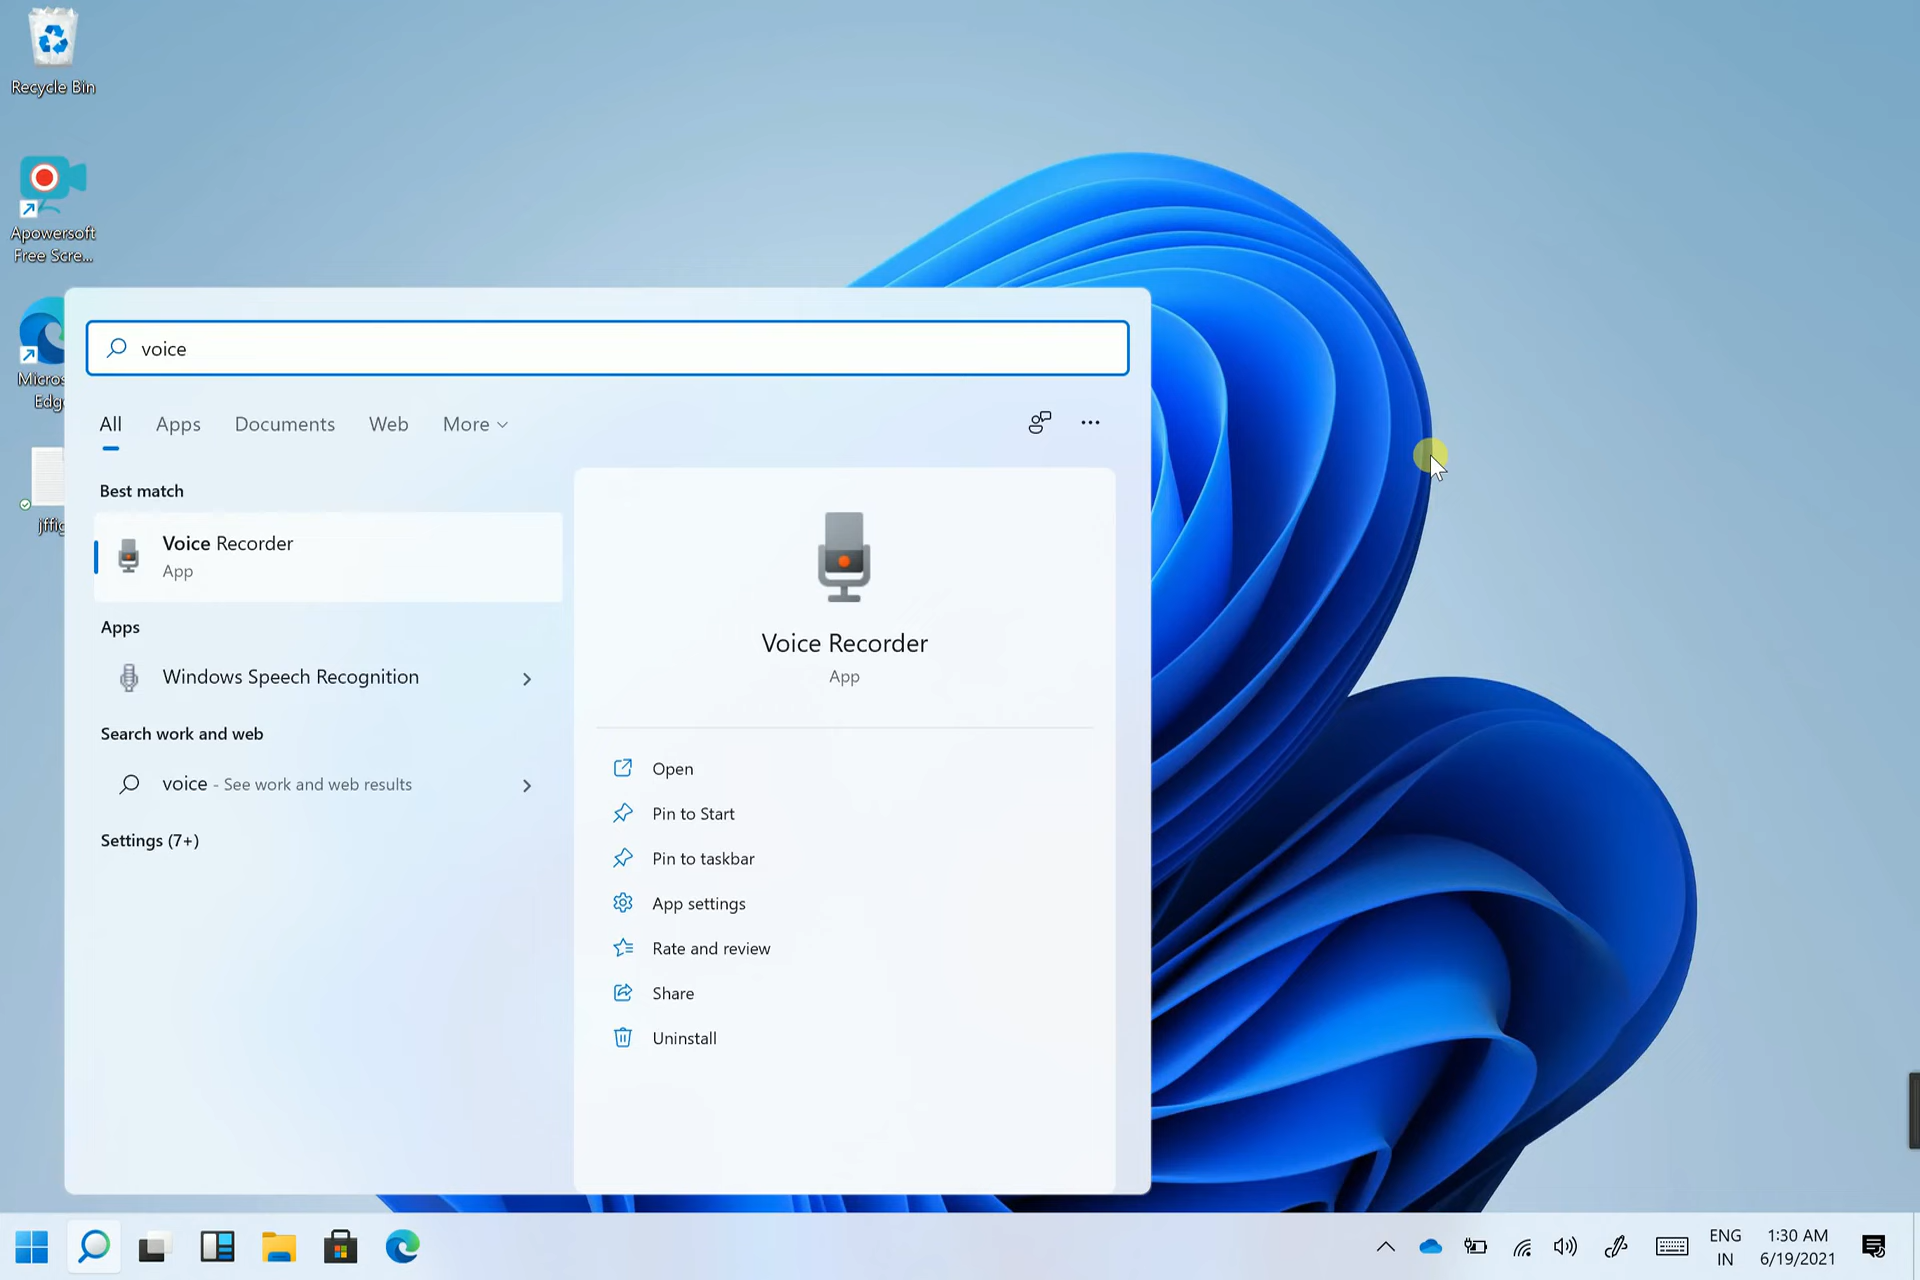 Recycle Bin
Apowersoft
Free Scre...
Micros
Edg
jffig
voice
All
Apps
Documents
Web
More
Best match
Voice Recorder
App
Apps
Windows Speech Recognition
Search work and web
voice - See work and web results
Settings (7+)
Voice Recorder
App
Open
Pin to Start
Pin to taskbar
App settings
Rate and review
Share
Uninstall
ENG
IN
1:30 AM
6/19/2021